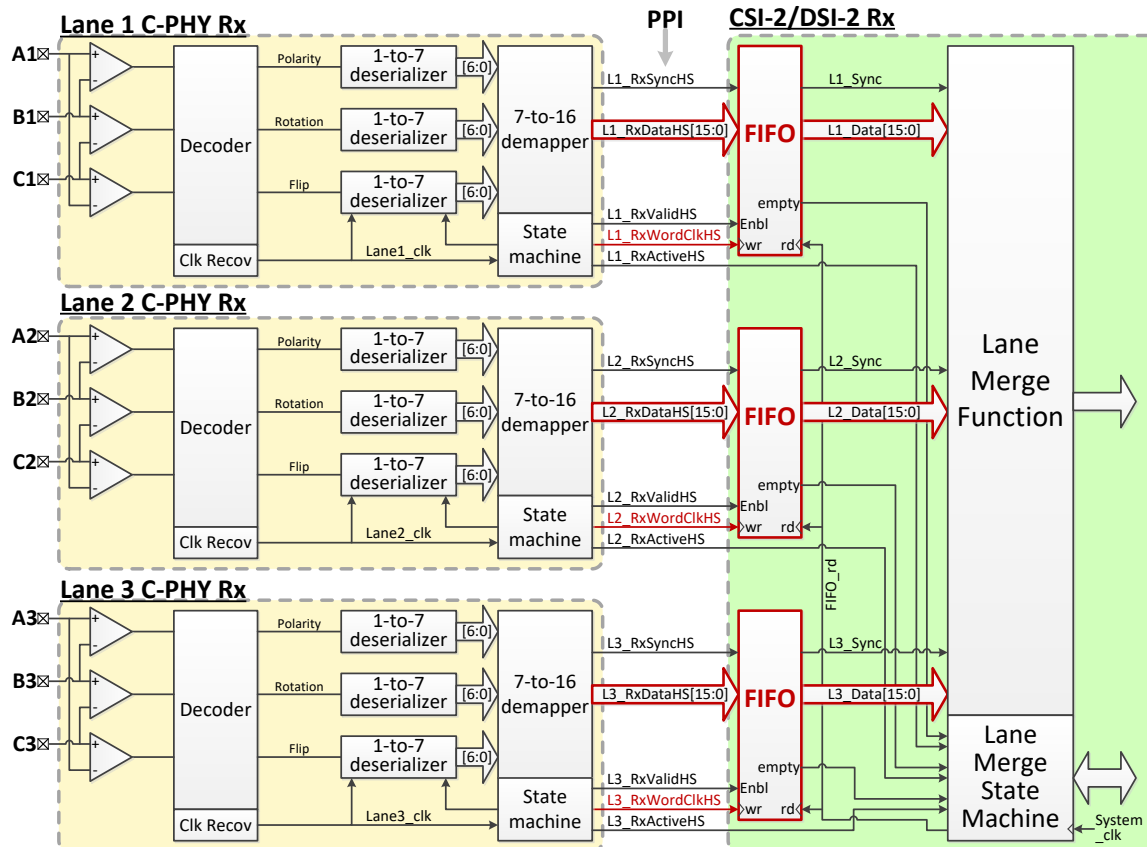 Lane 1 C-PHY Rx
PPI
CSI-2/DSI-2 Rx
A1
+
-
B1
+
-
C1
+
-
Decoder
Clk Recov
Polarity
Rotation
Flip
Lane1_clk
1-to-7
deserializer
[6:0]
1-to-7
deserializer
[6:0]
1-to-7
deserializer
[6:0]
7-to-16
demapper
State
machine
L1_RxSyncHS
L1_RxDataHS[15:0]
L1_RxValidHS
L1_RxWordClkHS
L1_RxActiveHS
FIFO
Enbl
wr
rd
empty
L1_Sync
L1_Data[15:0]
Lane 2 C-PHY Rx
A2
+
-
B2
+
-
C2
+
-
Decoder
Clk Recov
Polarity
Rotation
Flip
Lane2_clk
1-to-7
deserializer
[6:0]
1-to-7
deserializer
[6:0]
1-to-7
deserializer
[6:0]
7-to-16
demapper
State
machine
L2_RxSyncHS
L2_RxDataHS[15:0]
L2_RxValidHS
L2_RxWordClkHS
L2_RxActiveHS
FIFO
Enbl
wr
rd
empty
L2_Sync
L2_Data[15:0]
FIFO_rd
Lane
Merge
Function
Lane 3 C-PHY Rx
A3
+
-
B3
+
-
C3
+
-
Decoder
Clk Recov
Polarity
Rotation
Flip
Lane3_clk
1-to-7
deserializer
[6:0]
1-to-7
deserializer
[6:0]
1-to-7
deserializer
[6:0]
7-to-16
demapper
State
machine
L3_RxSyncHS
L3_RxDataHS[15:0]
L3_RxValidHS
L3_RxWordClkHS
L3_RxActiveHS
FIFO
Enbl
wr
rd
empty
L3_Sync
L3_Data[15:0]
Lane
Merge
State
Machine
System
_clk